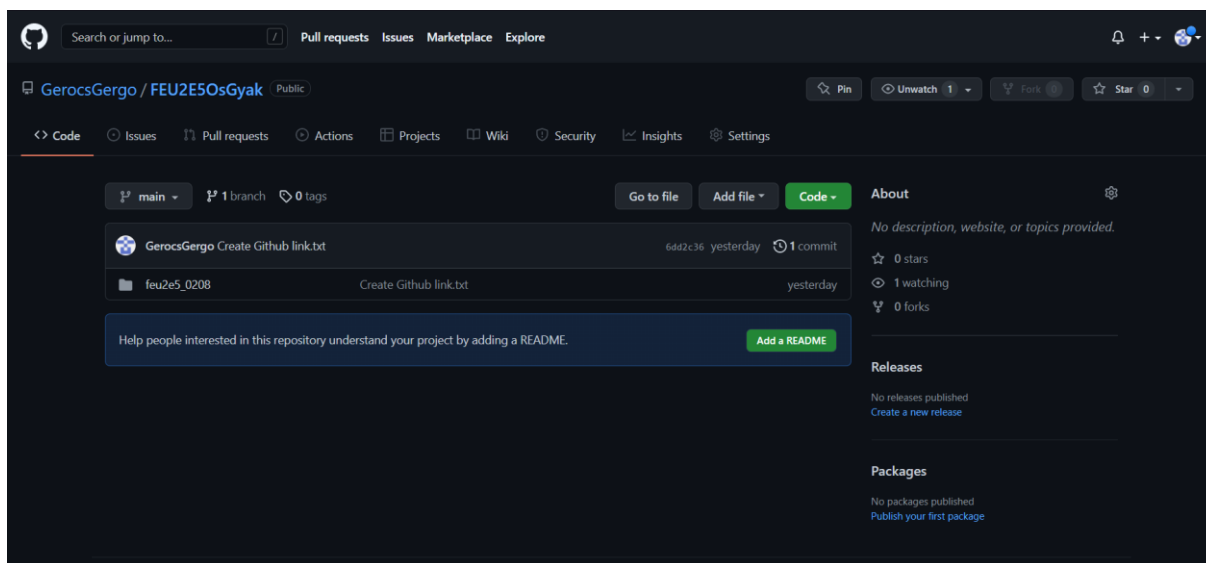 Search or jump to... / Pull requests Issues Marketplace Explore
GerocsGergo / FEU2E5OsGyak Public Pin Unwatch 1 Fork 0 Star 0
Code Issues Pull requests Actions Projects Wiki Security Insights Settings
main 1 branch 0 tags Go to file Add file Code
GerocsGergo Create Github link.txt 6dd2c36 yesterday 1 commit
feu2e5_0208 Create Github link.txt yesterday
Help people interested in this repository understand your project by adding a README. Add a README
About
No description, website, or topics provided.
0 stars
1 watching
0 forks
Releases
No releases published
Create a new release
Packages
No packages published
Publish your first package